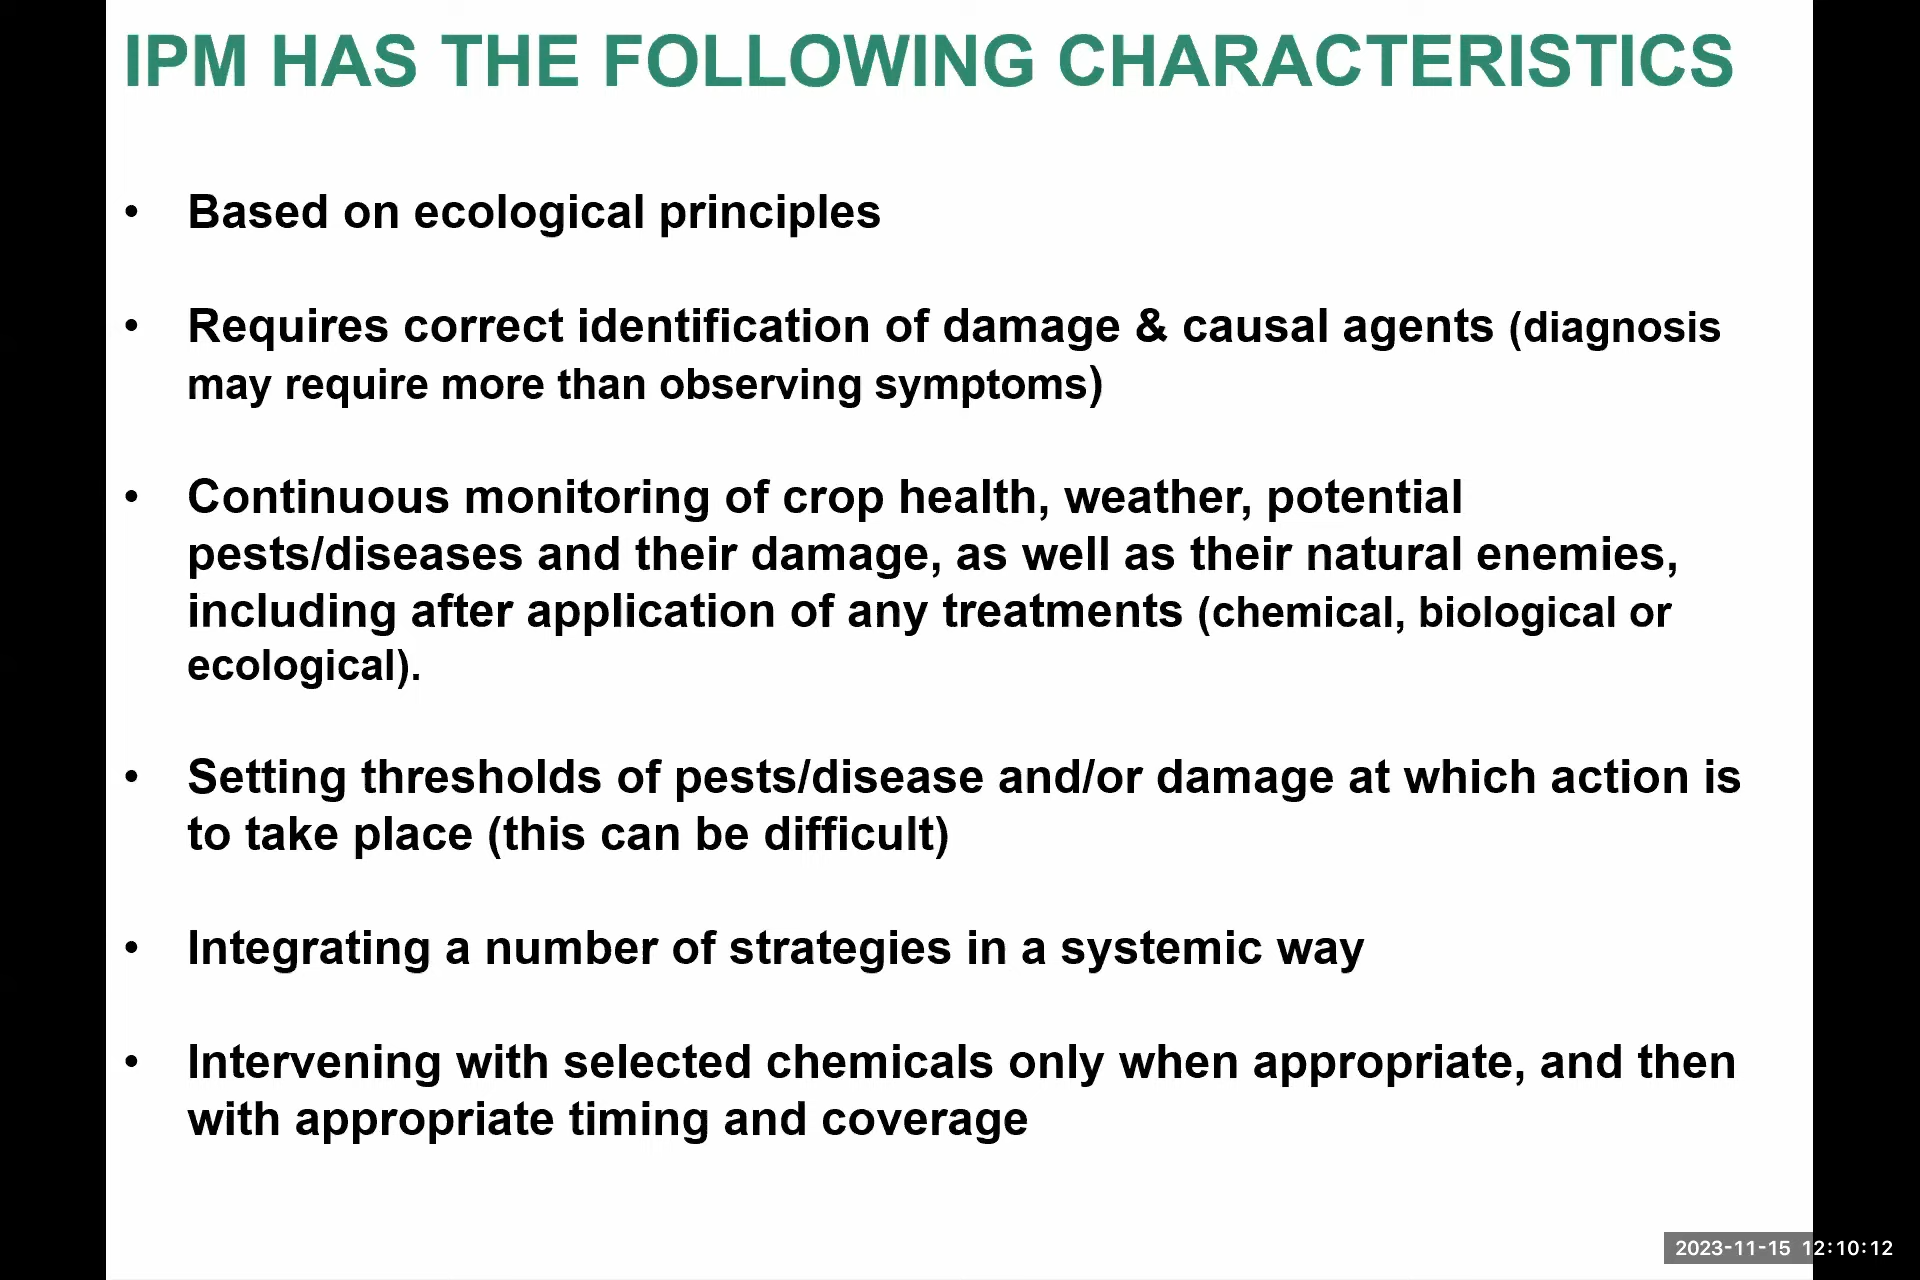 IPM HAS THE FOLLOWING CHARACTERISTICS
• Based on ecological principles
• Requires correct identification of damage & causal agents (diagnosis
may require more than observing symptoms)
• Continuous monitoring of crop health, weather, potential
pests/diseases and their damage, as well as their natural enemies,
including after application of any treatments (chemical, biological or
ecological).
• Setting thresholds of pests/disease and/or damage at which action is
to take place (this can be difficult)
• Integrating a number of strategies in a systemic way
• Intervening with selected chemicals only when appropriate, and then
with appropriate timing and coverage
2023-11-15 12:10:12